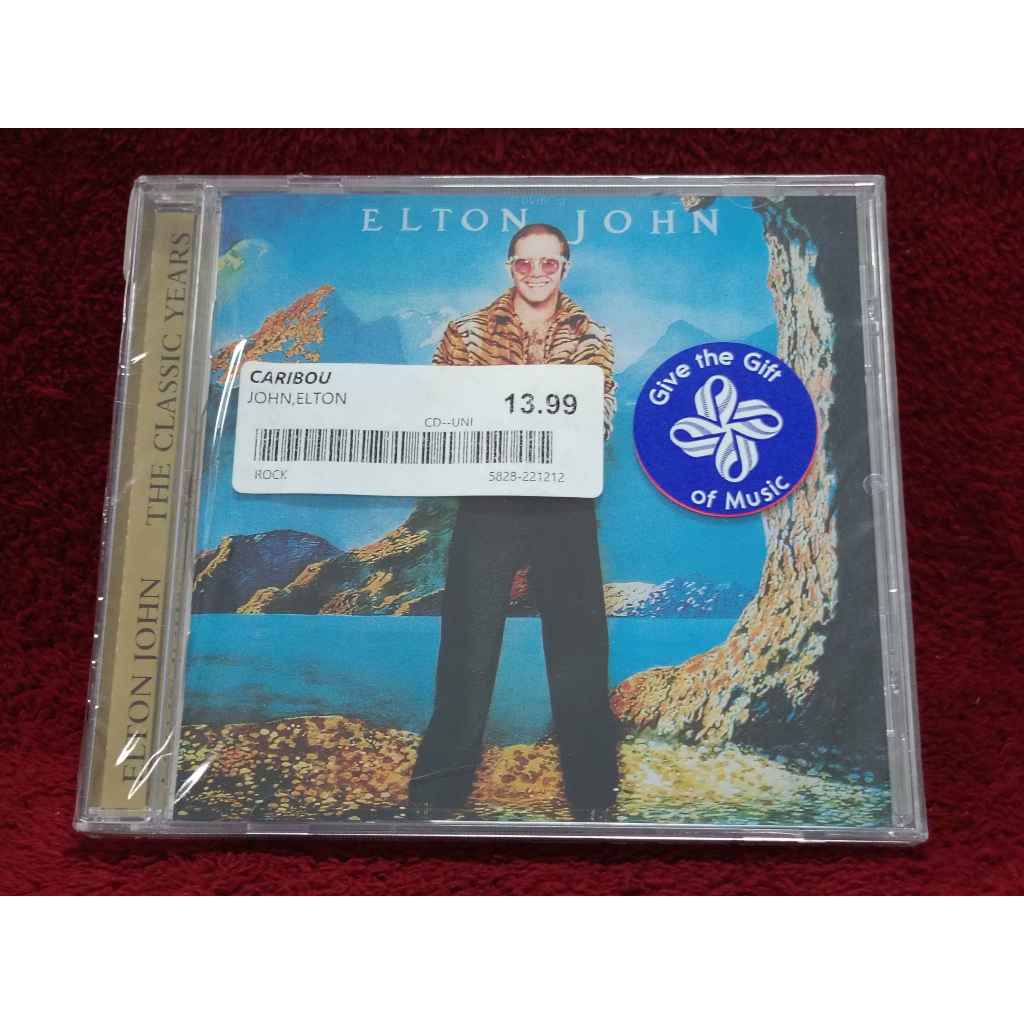 ELTON JOHN
ELTON JOHN THE CLASSIC YEARS
CARIBOU
JOHN,ELTON
13.99
CD--UNI
ROCK
5828-221212
Give the Gift
of Music